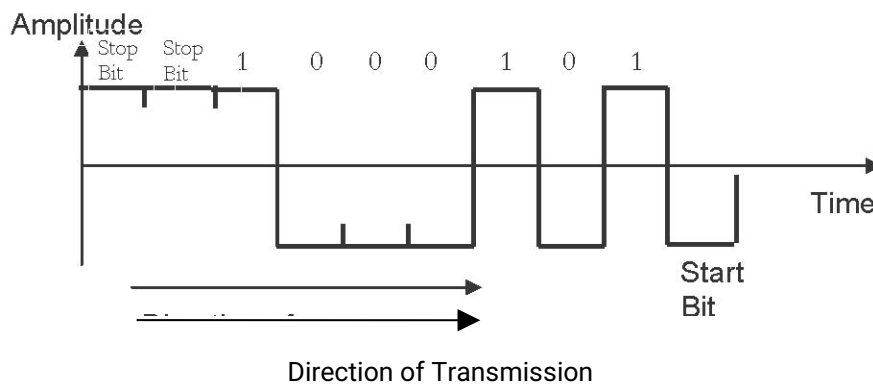 Amplitude
Stop Bit
Stop Bit
1 0 0 0 1 0 1
Time
Start
Bit
Direction of Transmission